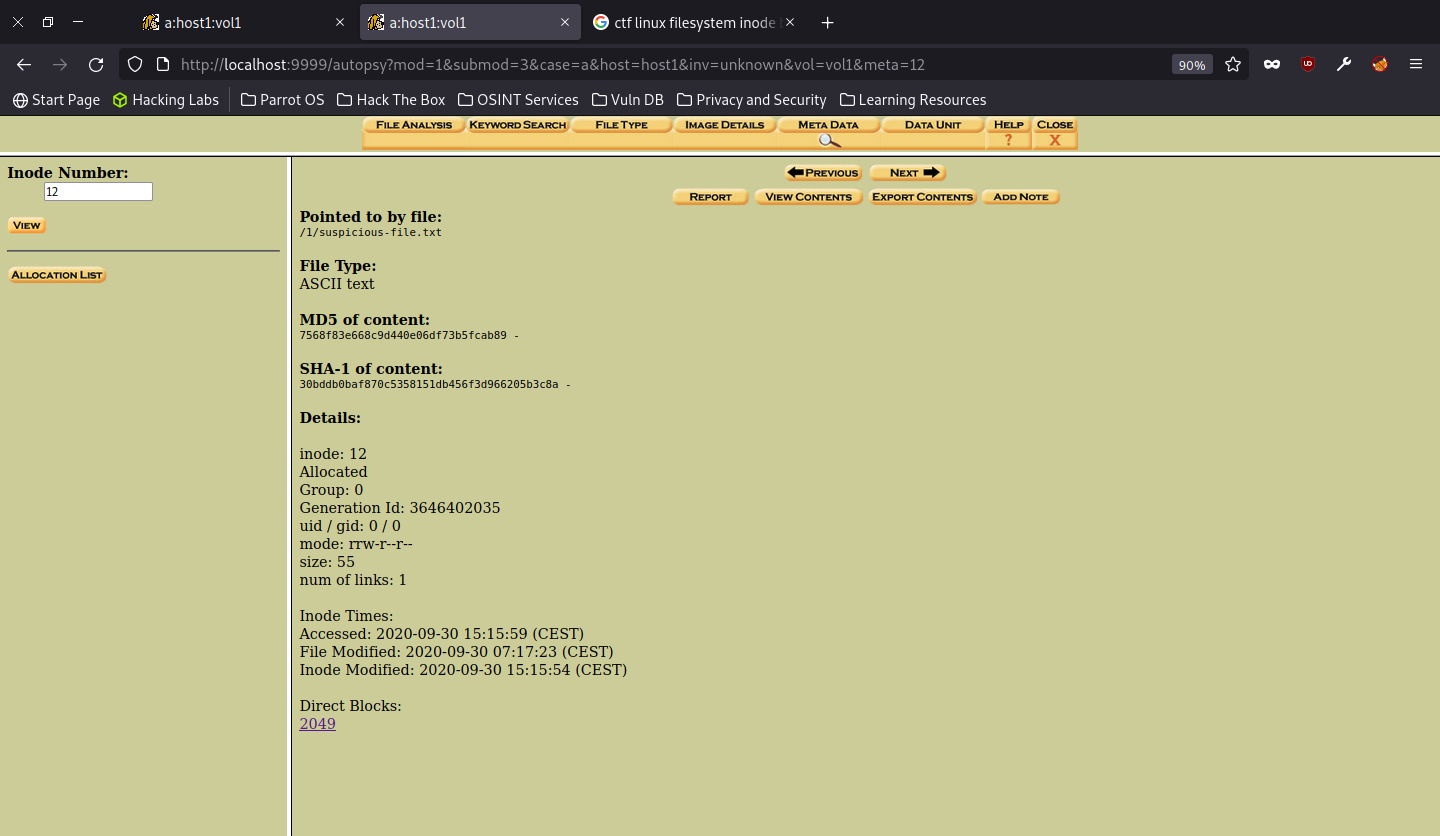 a:host1:vol1
a:host1:vol1
ctf linux filesystem inode
http://localhost:9999/autopsy?mod=1&submod=3&case=a&host=host1&inv=unknown&vol=vol1&meta=12
90%
Start Page
Hacking Labs
Parrot OS
Hack The Box
OSINT Services
Vuln DB
Privacy and Security
Learning Resources
FILE ANALYSIS
KEYWORD SEARCH
FILE TYPE
IMAGE DETAILS
META DATA
DATA UNIT
HELP
CLOSE
?
X
Inode Number:
12
VIEW
ALLOCATION LIST
PREVIOUS
NEXT
REPORT
VIEW CONTENTS
EXPORT CONTENTS
ADD NOTE
Pointed to by file:
/1/suspicious-file.txt
File Type:
ASCII text
MD5 of content:
7568f83e668c9d440e06df73b5fcab89 -
SHA-1 of content:
30bddb0baf870c5358151db456f3d966205b3c8a -
Details:
inode: 12
Allocated
Group: 0
Generation Id: 3646402035
uid / gid: 0 / 0
mode: rrw-r--r--
size: 55
num of links: 1
Inode Times:
Accessed: 2020-09-30 15:15:59 (CEST)
File Modified: 2020-09-30 07:17:23 (CEST)
Inode Modified: 2020-09-30 15:15:54 (CEST)
Direct Blocks:
2049